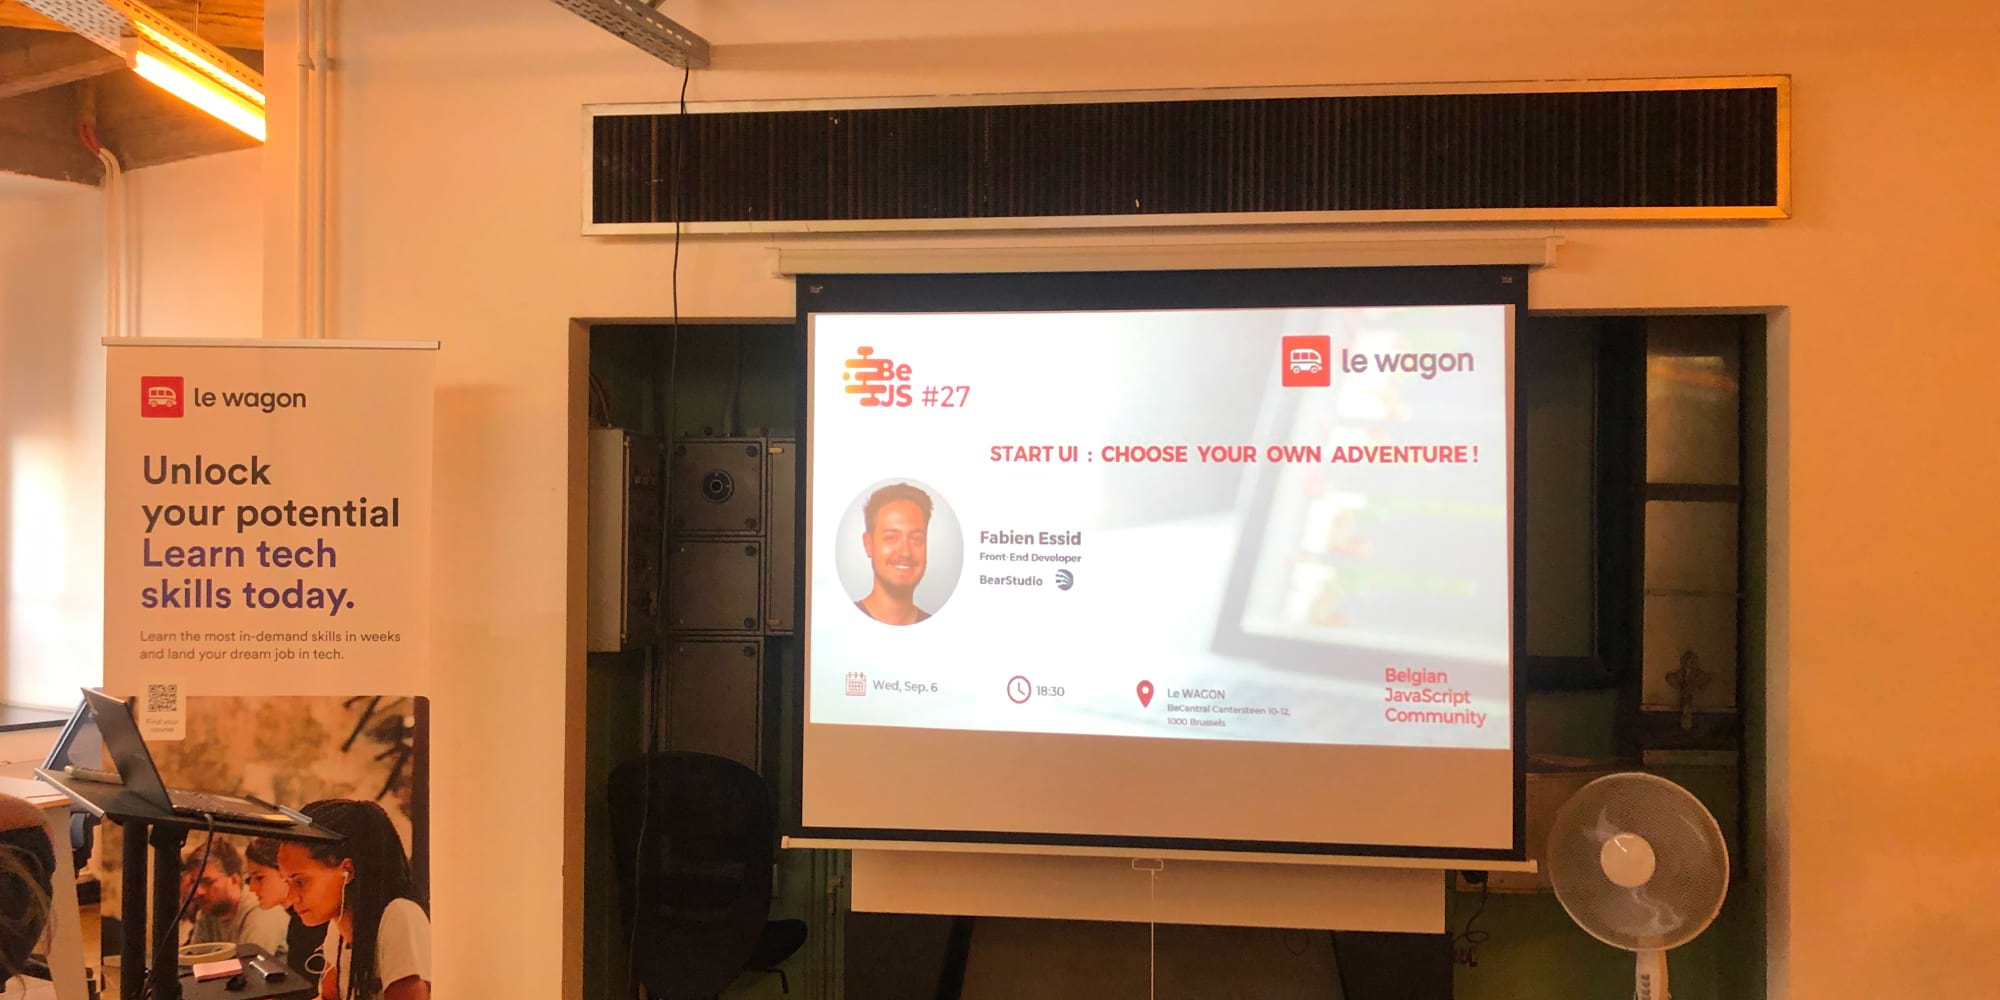 le wagon
Unlock
your potential
Learn tech
skills today.
Learn the most in-demand skills in weeks
and land your dream job in tech.
Find your
course
Be
JS #27
le wagon
START UI : CHOOSE YOUR OWN ADVENTURE !
Fabien Essid
Front-End Developer
BearStudio
Wed, Sep. 6
18:30
Le WAGON
BeCentral Cantersteen 10-12,
1000 Brussels
Belgian
JavaScript
Community